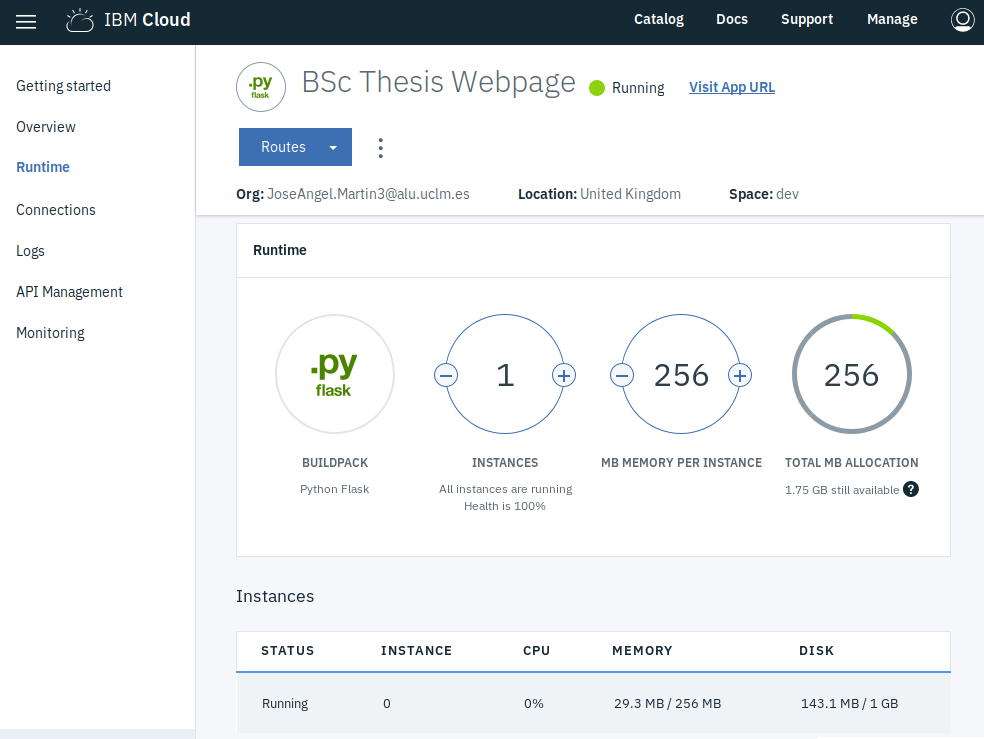 IBM Cloud
Catalog Docs Support Manage
Getting started
Overview
Runtime
Connections
Logs
API Management
Monitoring
.py
flask
BSc Thesis Webpage
Running
Visit App URL
Routes
Org: JoseAngel.Martin3@alu.uclm.es Location: United Kingdom Space: dev
Runtime
.py
flask
1
256
256
BUILDPACK INSTANCES MB MEMORY PER INSTANCE TOTAL MB ALLOCATION
Python Flask All instances are running 1.75 GB still available ?
Health is 100%
Instances
STATUS INSTANCE CPU MEMORY DISK
Running 0 0% 29.3 MB / 256 MB 143.1 MB / 1 GB